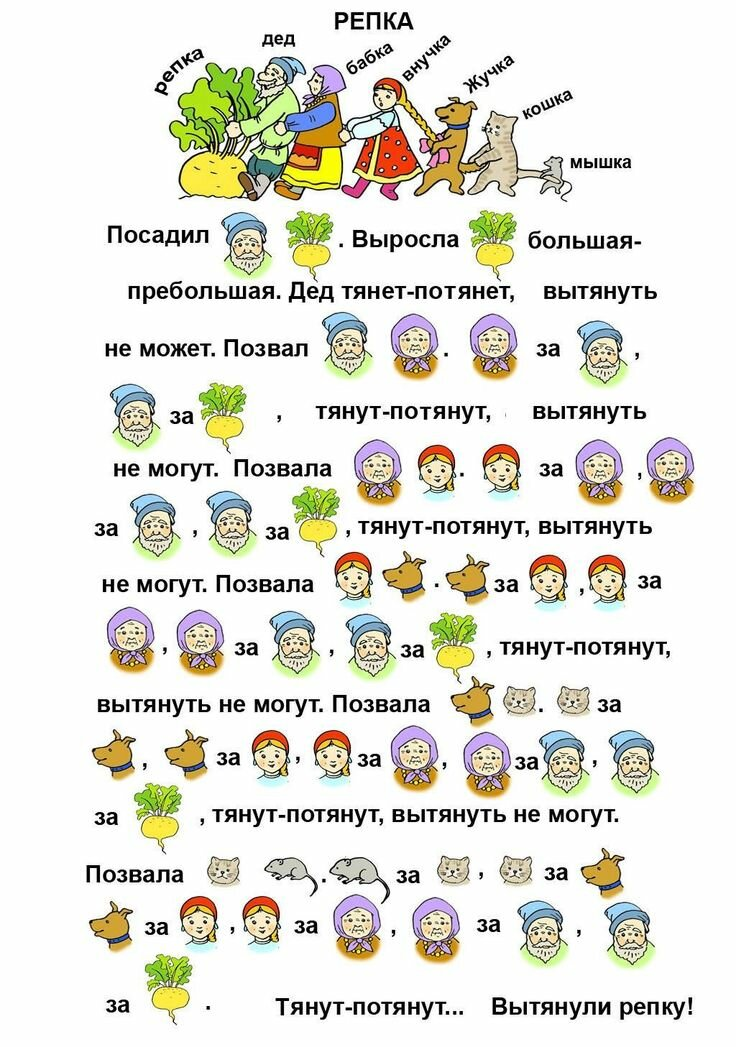 РЕПКА
репка
дед
бабка
внучка
Жучка
кошка
мышка
Посадил . Выросла большая-
пребольшая. Дед тянет-потянет, вытянуть
не может. Позвал . за ,
за , тянут-потянут, вытянуть
не могут. Позвала . за ,
за , за , тянут-потянут, вытянуть
не могут. Позвала . за , за
, за , за , тянут-потянут,
вытянуть не могут. Позвала . за
, за , за , за ,
за , тянут-потянут, вытянуть не могут.
Позвала . за , за
за , за , за ,
за . Тянут-потянут... Вытянули репку!